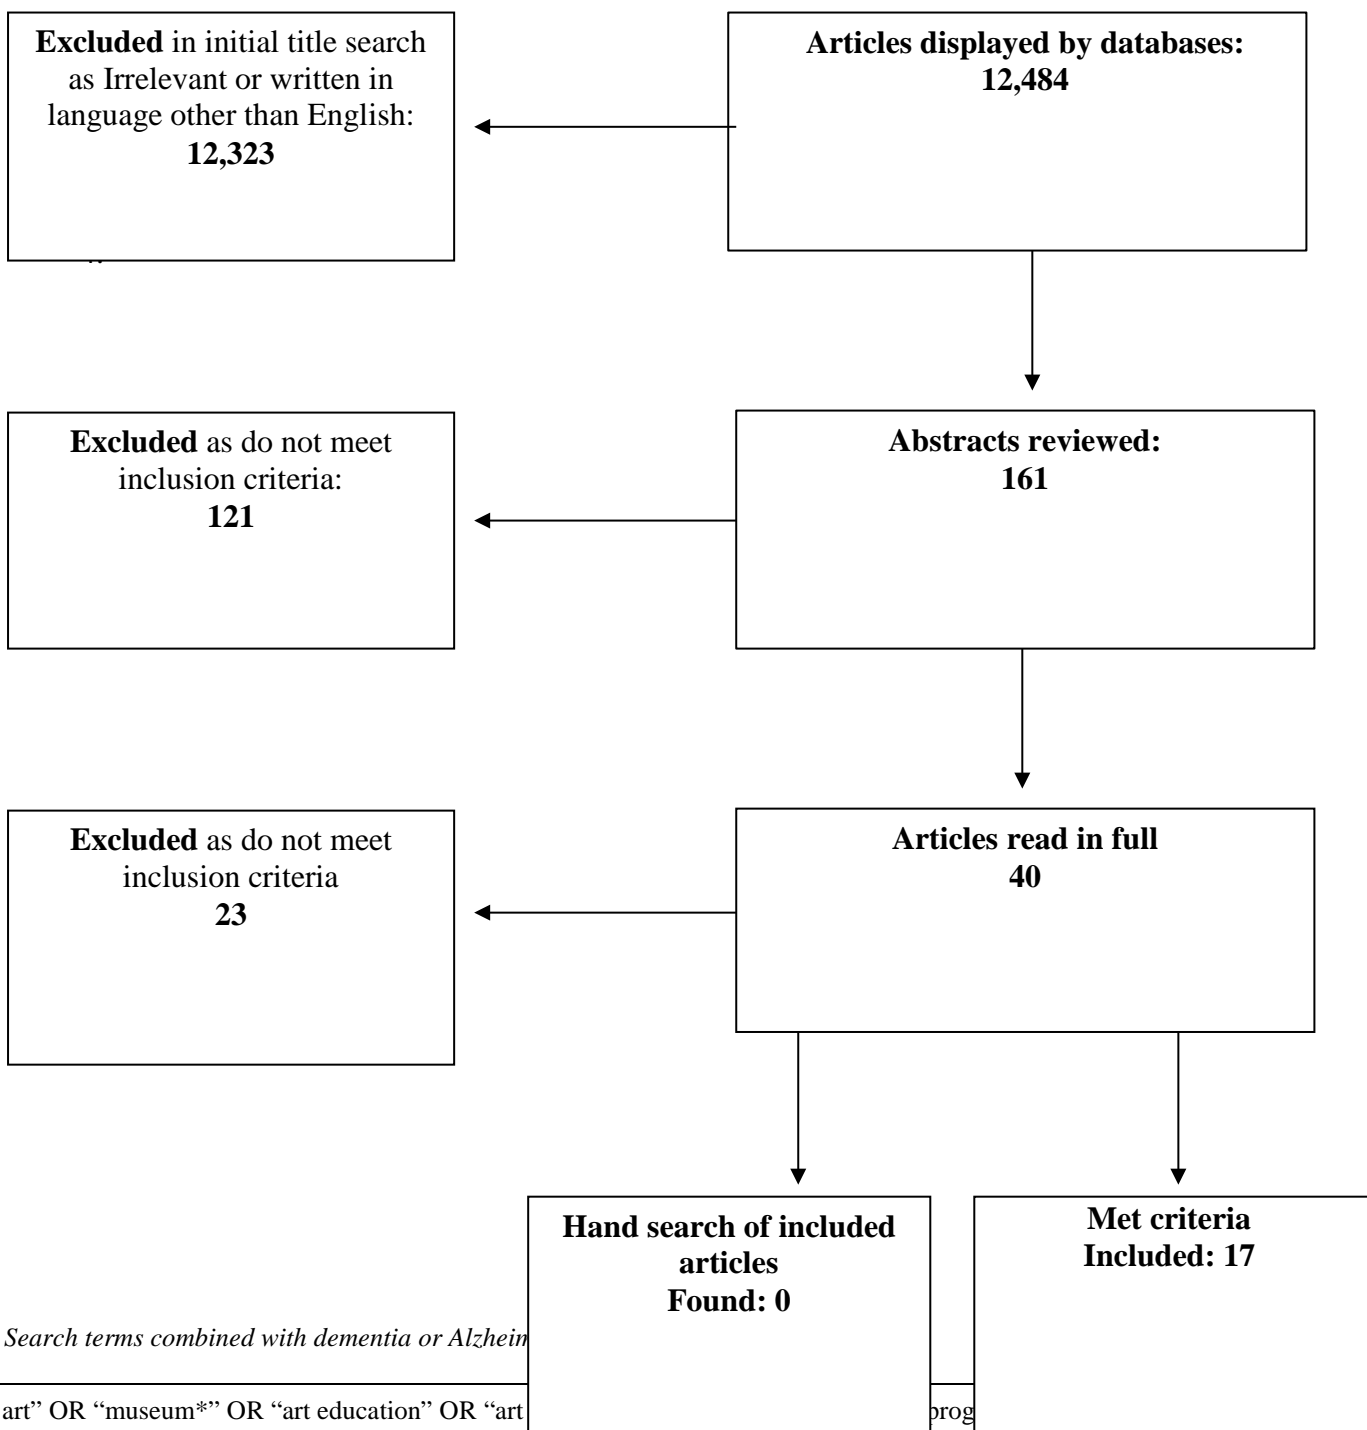 Excluded in initial title search
as Irrelevant or written in
language other than English:
12,323
Articles displayed by databases:
12,484
Excluded as do not meet
inclusion criteria:
121
Abstracts reviewed:
161
Excluded as do not meet
inclusion criteria
23
Articles read in full
40
Hand search of included
articles
Found: 0
Met criteria
Included: 17
Search terms combined with dementia or Alzheim
art” OR “museum*” OR “art education” OR “art
prog